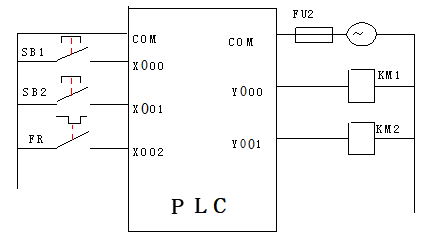 FU2
COM
COM
~
SB1
X000
KM1
SB2
Y000
X001
KM2
FR
X002
Y001
PLC